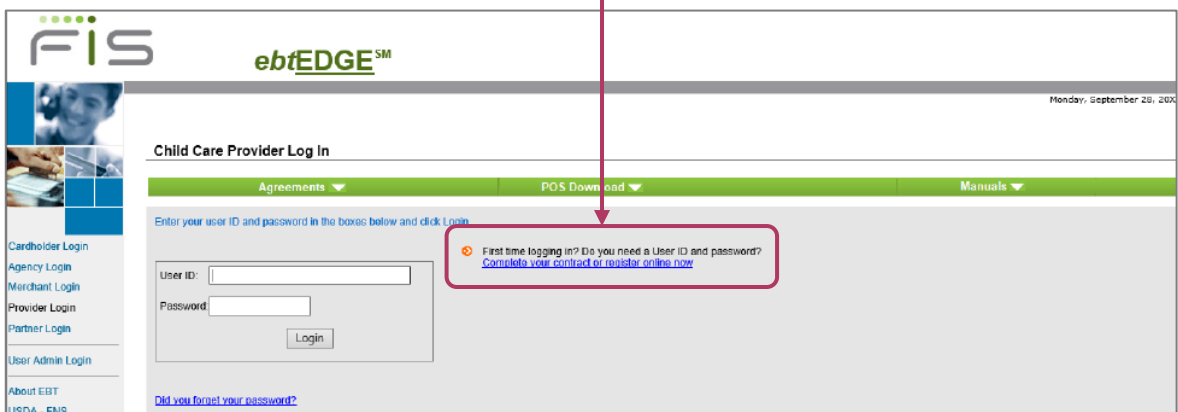 FIS
ebtEDGE℠
Monday, September 28, 20X
Child Care Provider Log In
Agreements
POS Download
Manuals
Enter your user ID and password in the boxes below and click Login
First time logging in? Do you need a User ID and password?
Complete your contract or register online now
User ID:
Password:
Login
Did you forget your password?
Cardholder Login
Agency Login
Merchant Login
Provider Login
Partner Login
User Admin Login
About EBT
USDA - FNS